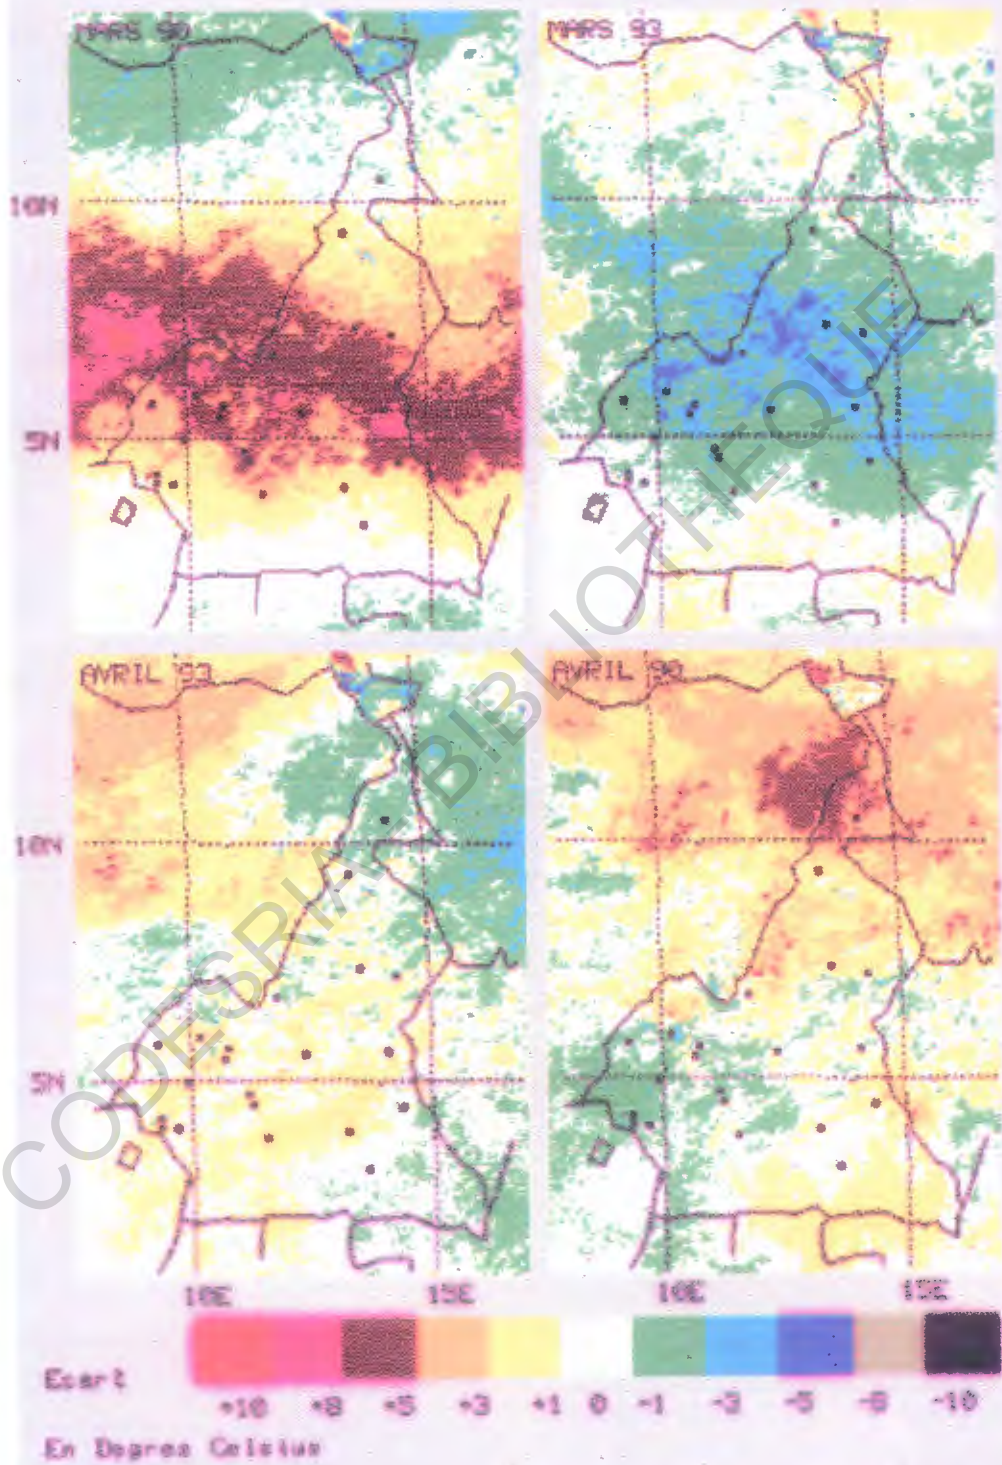 MARS 90
MARS 93
10N
5N
AVRIL 93
AVRIL 90
10N
5N
10E 15E 10E 15E
Ecart
+10 +8 +5 +3 +1 0 -1 -3 -5 -8 -10
En Degres Celsius
CODESRIA - BIBLIOTHEQUE